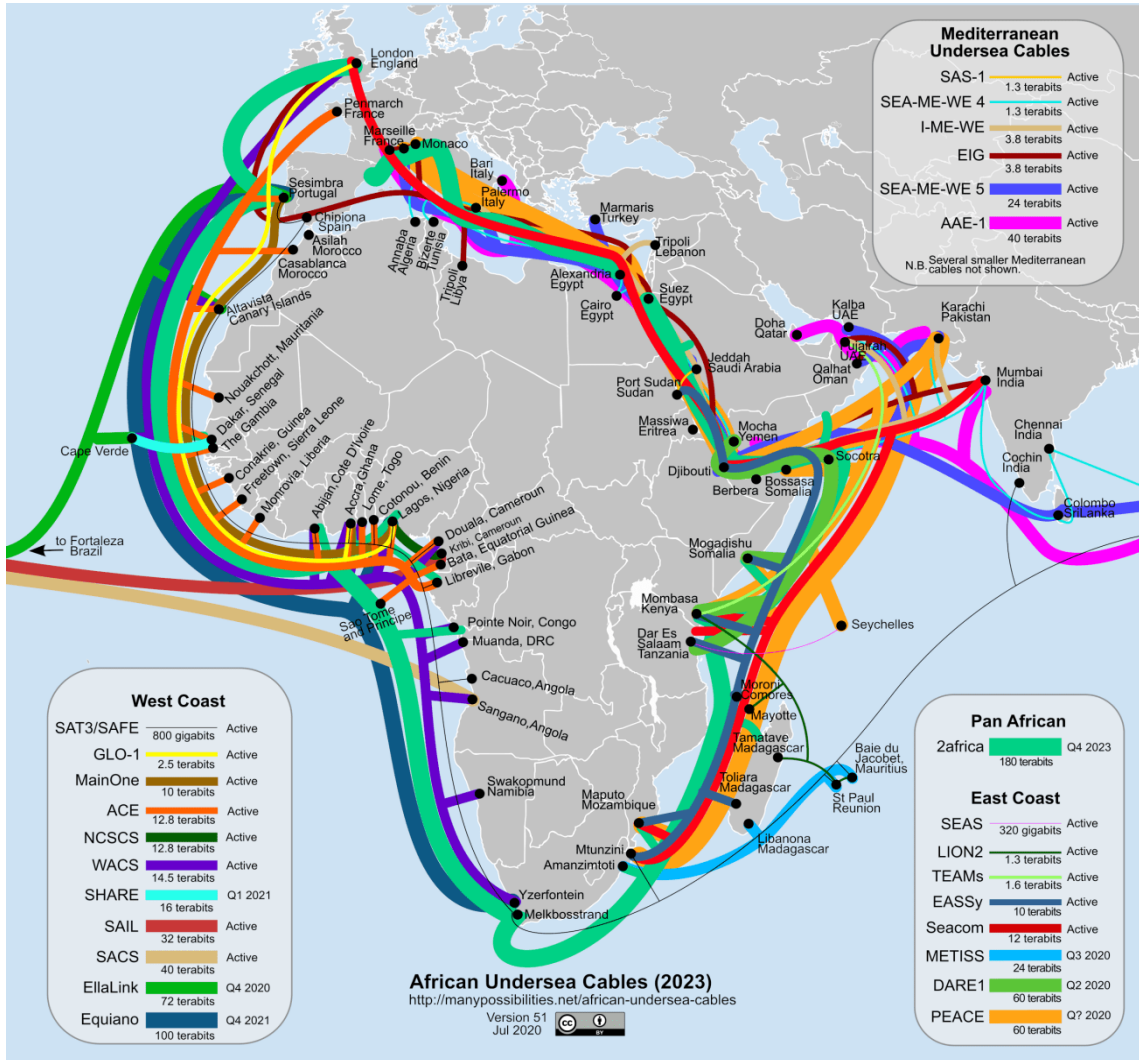 London
England
Penmarch
France
Marseille
France
Monaco
Bari
Italy
Palermo
Italy
Sesimbra
Portugal
Chipiona
Spain
Asilah
Morocco
Casablanca
Morocco
Annaba
Algeria
Bizerte
Tunisia
Tripoli
Libya
Marmaris
Turkey
Tripoli
Lebanon
Alexandria
Egypt
Cairo
Egypt
Suez
Egypt
Altavista
Canary Islands
Nouakchott, Mauritania
Dakar, Senegal
The Gambia
Conakrie, Guinea
Freetown, Sierra Leone
Monrovia, Liberia
Cape Verde
to Fortaleza
Brazil
Abijan,Cote D'Ivoire
Accra,Ghana
Lome, Togo
Cotonou, Benin
Lagos, Nigeria
Douala, Cameroun
Kribi, Cameroun
Bata, Equatorial Guinea
Libreville, Gabon
Sao Tome
and Principe
Pointe Noir, Congo
Muanda, DRC
Cacuaco,Angola
Sangano,Angola
Swakopmund
Namibia
Yzerfontein
Melkbosstrand
Doha
Qatar
Kalba
UAE
Fujairah
UAE
Qalhat
Oman
Karachi
Pakistan
Mumbai
India
Chennai
India
Cochin
India
Colombo
SriLanka
Jeddah
Saudi Arabia
Port Sudan
Sudan
Massiwa
Eritrea
Mocha
Yemen
Djibouti
Berbera
Bossasa
Somalia
Socotra
Mogadishu
Somalia
Mombasa
Kenya
Dar Es
Salaam
Tanzania
Seychelles
Moroni
Comores
Mayotte
Tamatave
Madagascar
Toliara
Madagascar
Baie du
Jacobet,
Mauritius
St Paul
Reunion
Libanona
Madagascar
Maputo
Mozambique
Mtunzini
Amanzimtoti
Mediterranean
Undersea Cables
SAS-1 Active
1.3 terabits
SEA-ME-WE 4 Active
1.3 terabits
I-ME-WE Active
3.8 terabits
EIG Active
3.8 terabits
SEA-ME-WE 5 Active
24 terabits
AAE-1 Active
40 terabits
N.B. Several smaller Mediterranean
cables not shown.
West Coast
SAT3/SAFE Active
800 gigabits
GLO-1 Active
2.5 terabits
MainOne Active
10 terabits
ACE Active
12.8 terabits
NCSCS Active
12.8 terabits
WACS Active
14.5 terabits
SHARE Q1 2021
16 terabits
SAIL Active
32 terabits
SACS Active
40 terabits
EllaLink Q4 2020
72 terabits
Equiano Q4 2021
100 terabits
Pan African
2africa Q4 2023
180 terabits
East Coast
SEAS Active
320 gigabits
LION2 Active
1.3 terabits
TEAMs Active
1.6 terabits
EASSy Active
10 terabits
Seacom Active
12 terabits
METISS Q3 2020
24 terabits
DARE1 Q2 2020
60 terabits
PEACE Q? 2020
60 terabits
African Undersea Cables (2023)
http://manypossibilities.net/african-undersea-cables
Version 51
Jul 2020
cc BY